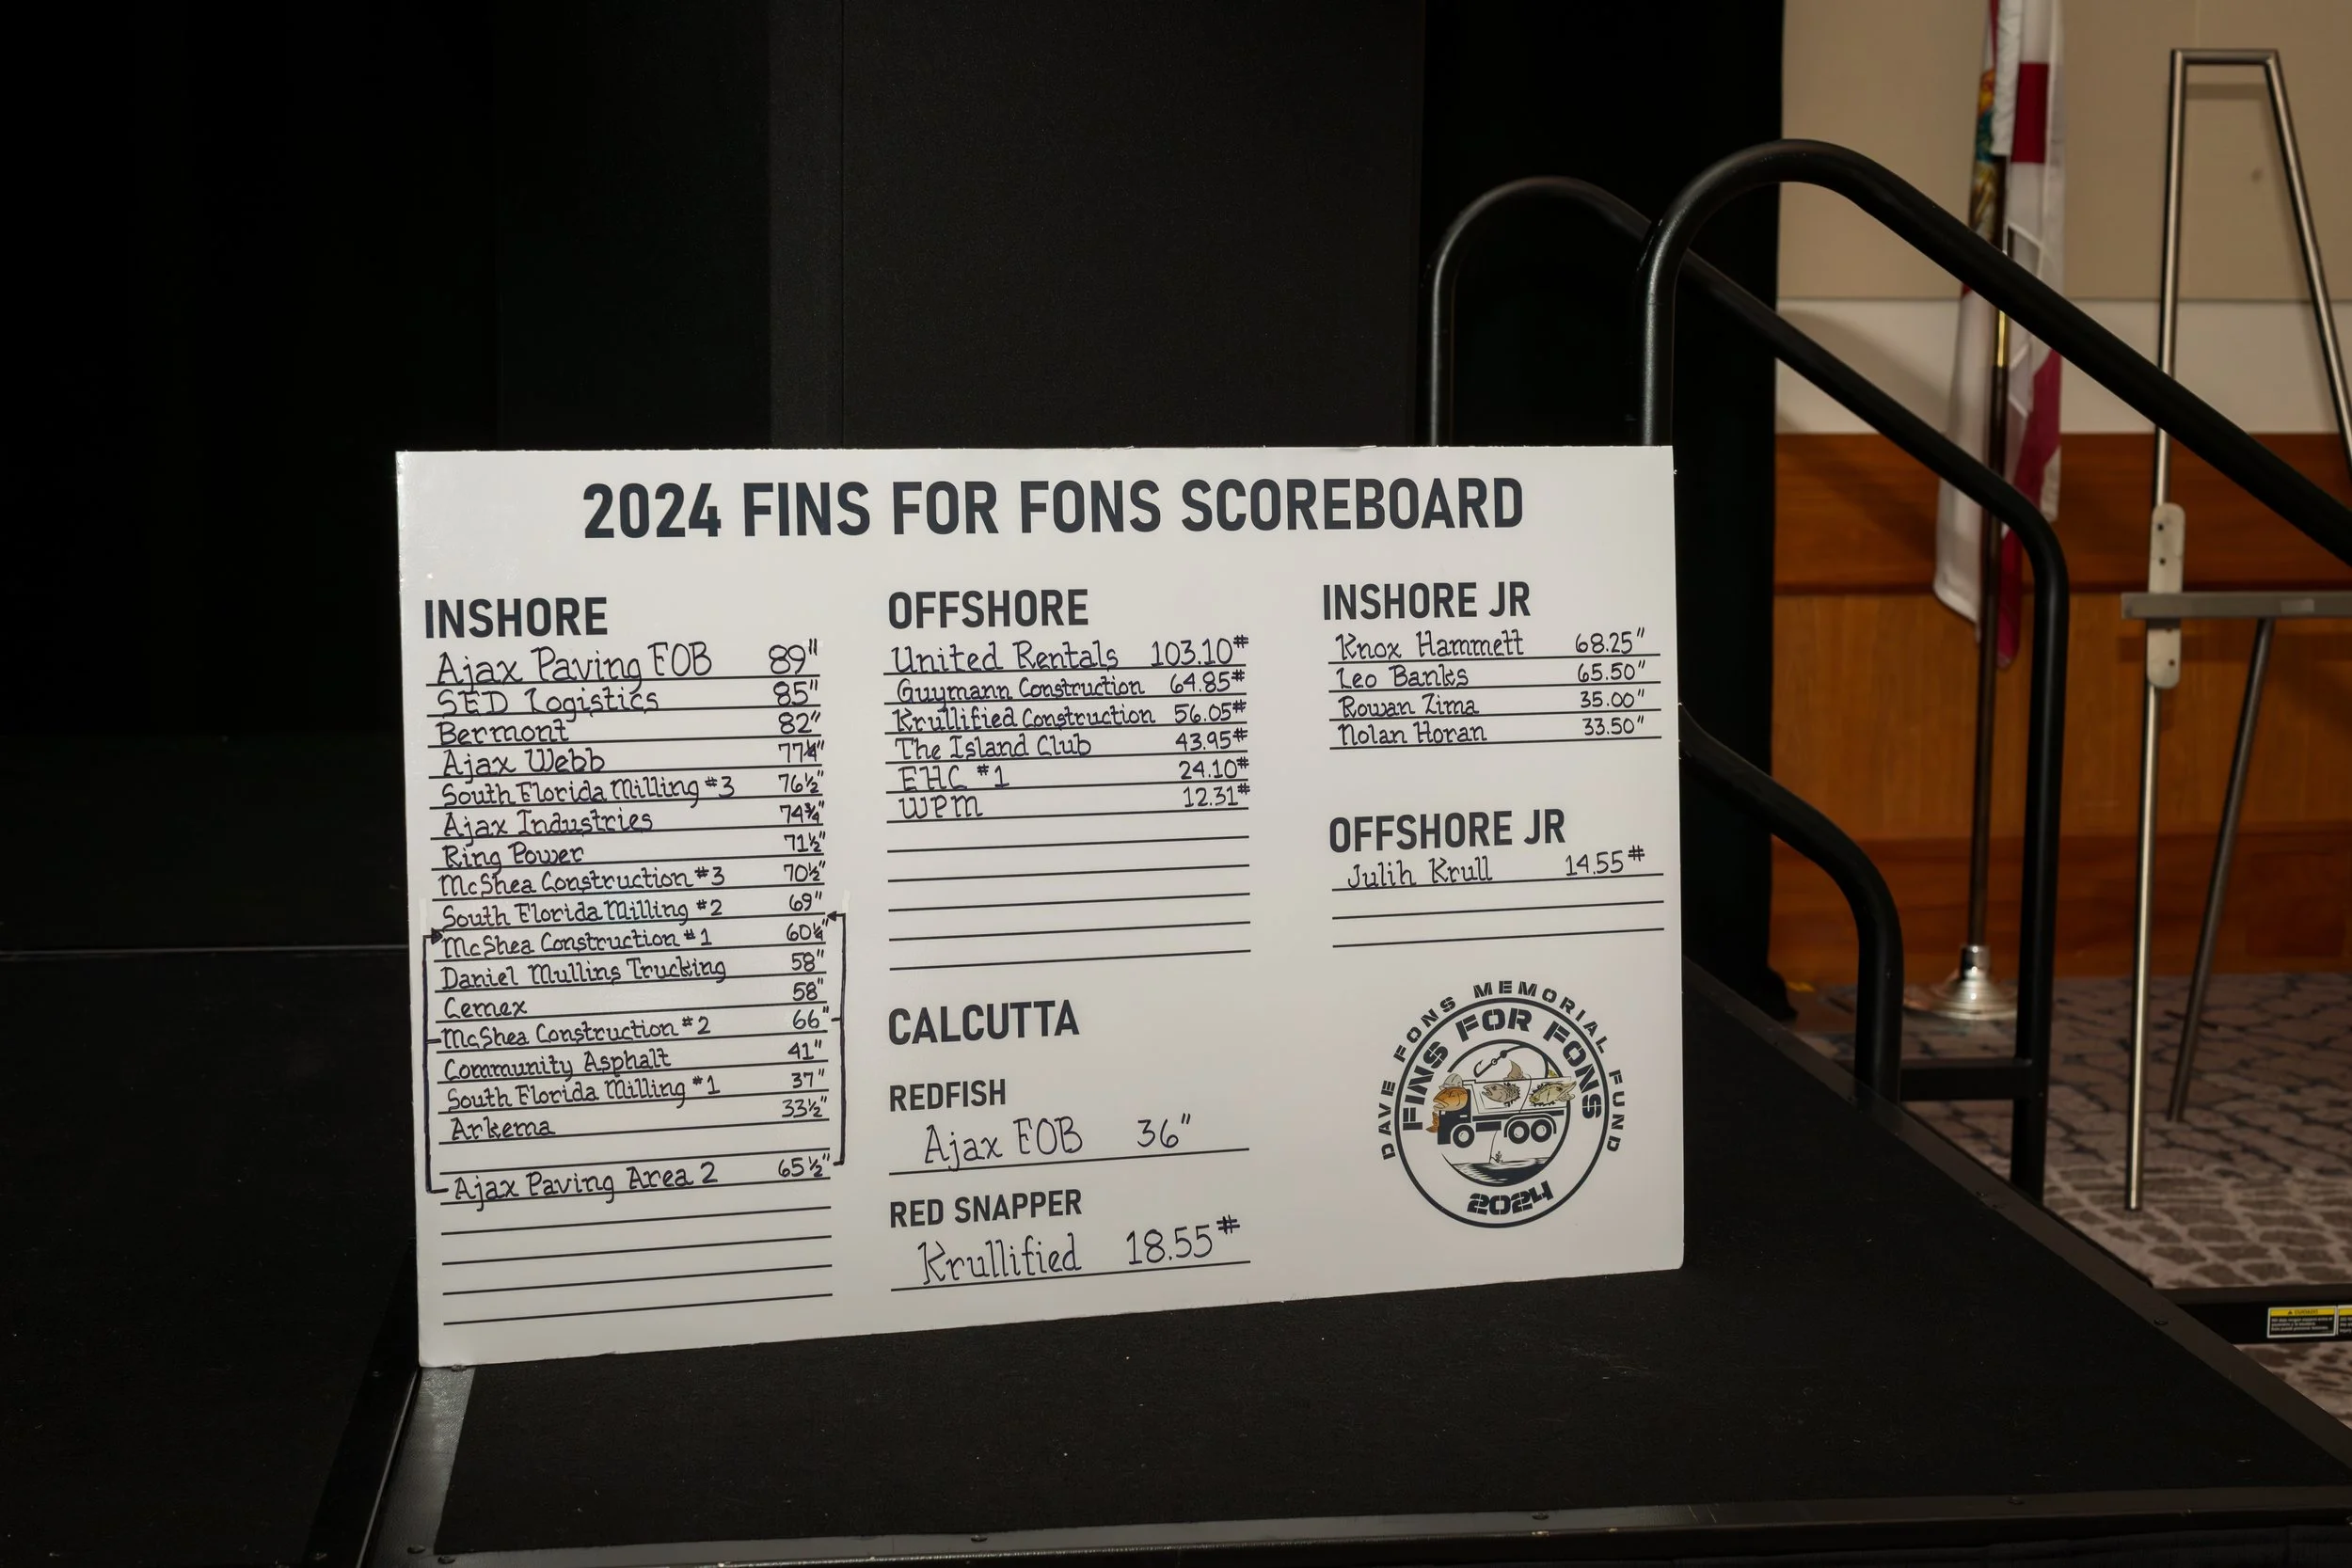 2024 FINS FOR FONS SCOREBOARD
INSHORE
Ajax Paving FOB 89"
SED Logistics 85"
Bermont 82"
Ajax Webb 77¼"
South Florida Milling #3 76½"
Ajax Industries 74¾"
Ring Power 71½"
McShea Construction #3 70½"
South Florida Milling #2 69"
McShea Construction #1 60¼"
Daniel Mullins Trucking 58"
Cemex 58"
McShea Construction #2 66"
Community Asphalt 41"
South Florida Milling #1 37"
Arkema 33½"
Ajax Paving Area 2 65½"
OFFSHORE
United Rentals 103.10#
Guymann Construction 64.85#
Krullified Construction 56.05#
The Island Club 43.95#
EHC #1 24.10#
WPM 12.31#
CALCUTTA
REDFISH
Ajax FOB 36"
RED SNAPPER
Krullified 18.55#
INSHORE JR
Knox Hammett 68.25"
Leo Banks 65.50"
Rowan Zima 35.00"
Nolan Horan 33.50"
OFFSHORE JR
Julih Krull 14.55#
DAVE FONS MEMORIAL FUND
FINS FOR FONS
2024